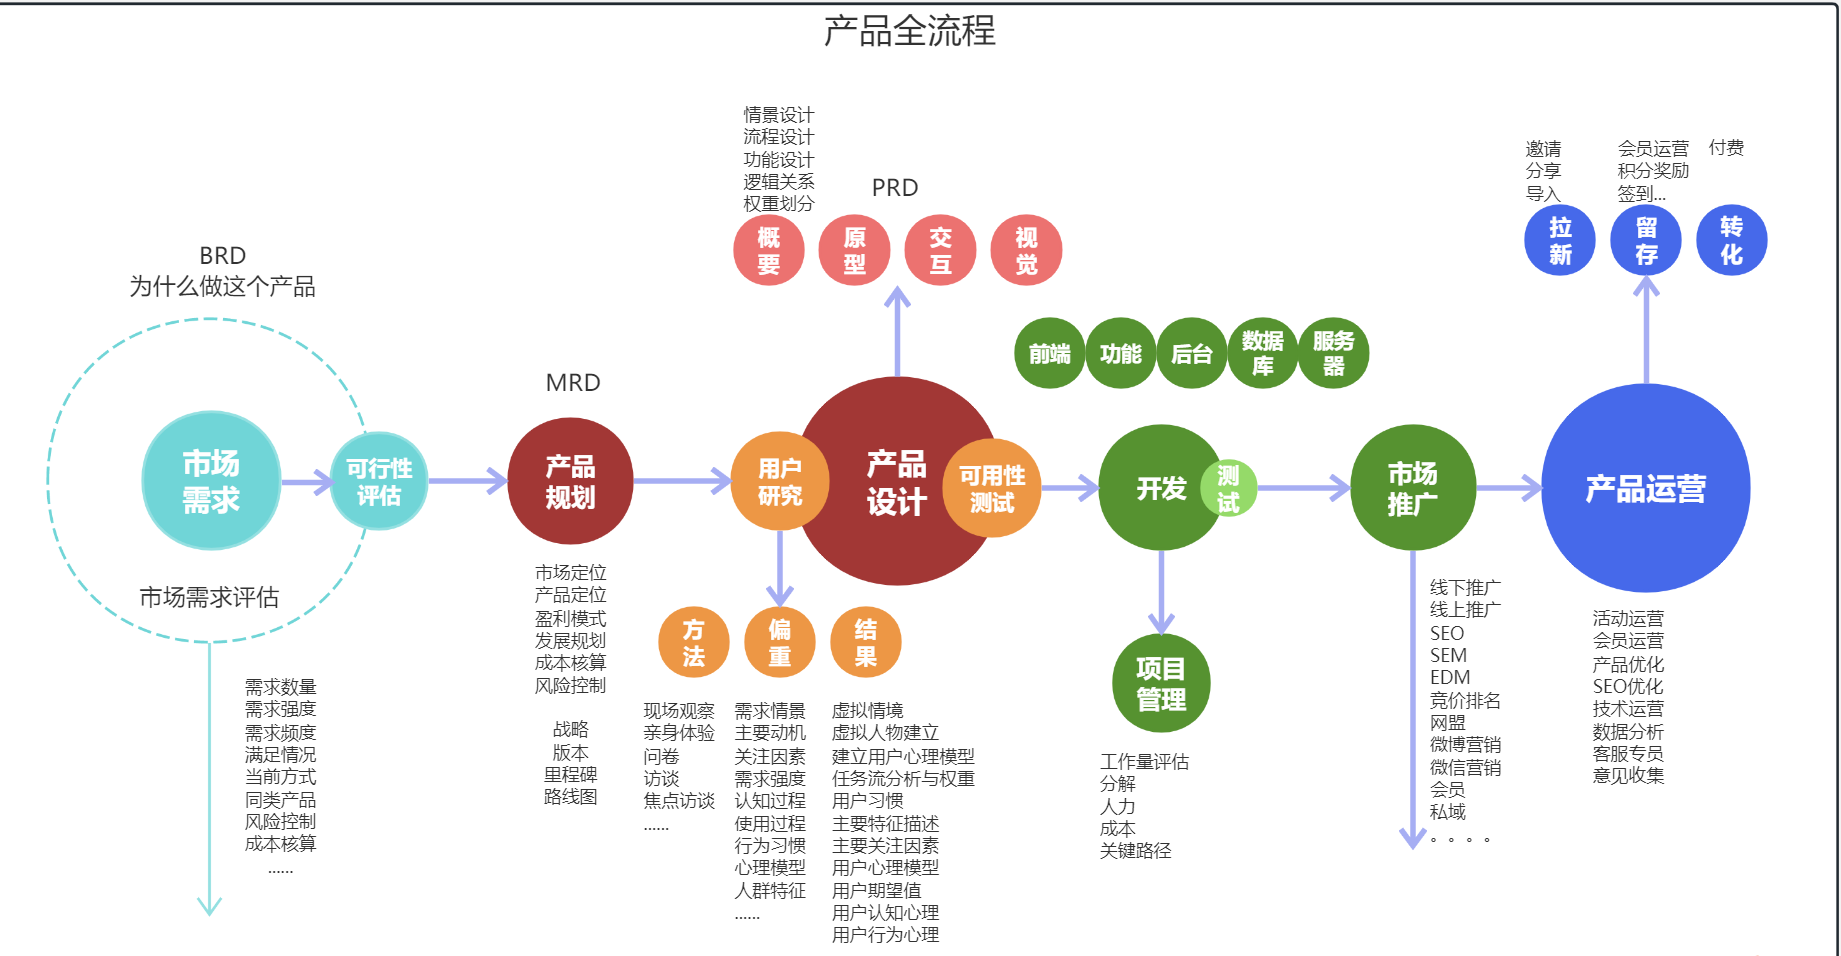 产品全流程
BRD
为什么做这个产品
市场
需求
可行性
评估
市场需求评估
需求数量
需求强度
需求频度
满足情况
当前方式
同类产品
风险控制
成本核算
......
MRD
产品
规划
市场定位
产品定位
盈利模式
发展规划
成本核算
风险控制
战略
版本
里程碑
路线图
用户
研究
方
法
偏
重
结
果
现场观察
亲身体验
问卷
访谈
焦点访谈
......
需求情景
主要动机
关注因素
需求强度
认知过程
使用过程
行为习惯
心理模型
人群特征
......
虚拟情境
虚拟人物建立
建立用户心理模型
任务流分析与权重
用户习惯
主要特征描述
主要关注因素
用户心理模型
用户期望值
用户认知心理
用户行为心理
情景设计
流程设计
功能设计
逻辑关系
权重划分
PRD
概
要
原
型
交
互
视
觉
产品
设计
可用性
测试
前端
功能
后台
数据
库
服务
器
开发
测
试
项目
管理
工作量评估
分解
人力
成本
关键路径
市场
推广
线下推广
线上推广
SEO
SEM
EDM
竞价排名
网盟
微博营销
微信营销
会员
私域
。。。。
邀请
分享
导入
会员运营
积分奖励
签到...
付费
拉
新
留
存
转
化
产品运营
活动运营
会员运营
产品优化
SEO优化
技术运营
数据分析
客服专员
意见收集